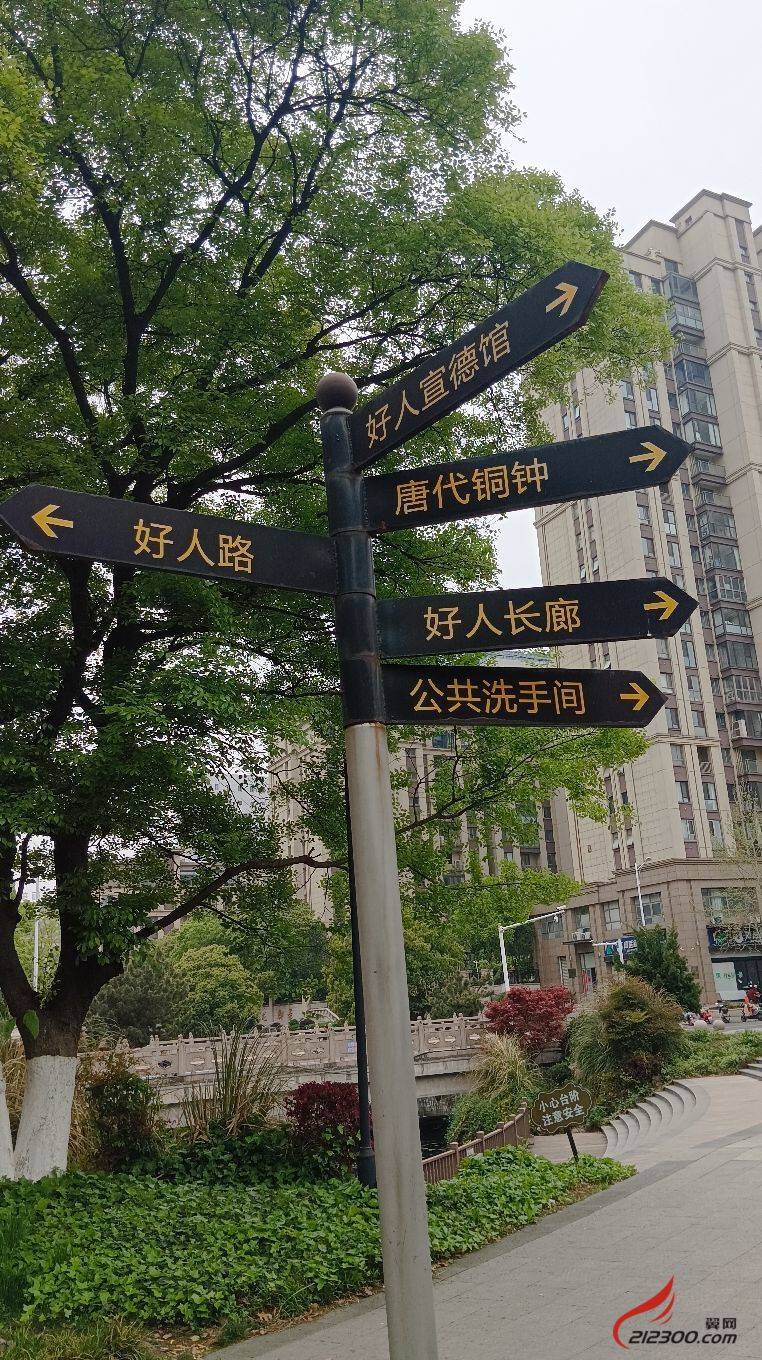 好人宣德馆
唐代铜钟
好人路
好人长廊
公共洗手间
小心台阶
注意安全
翼网
212300.com